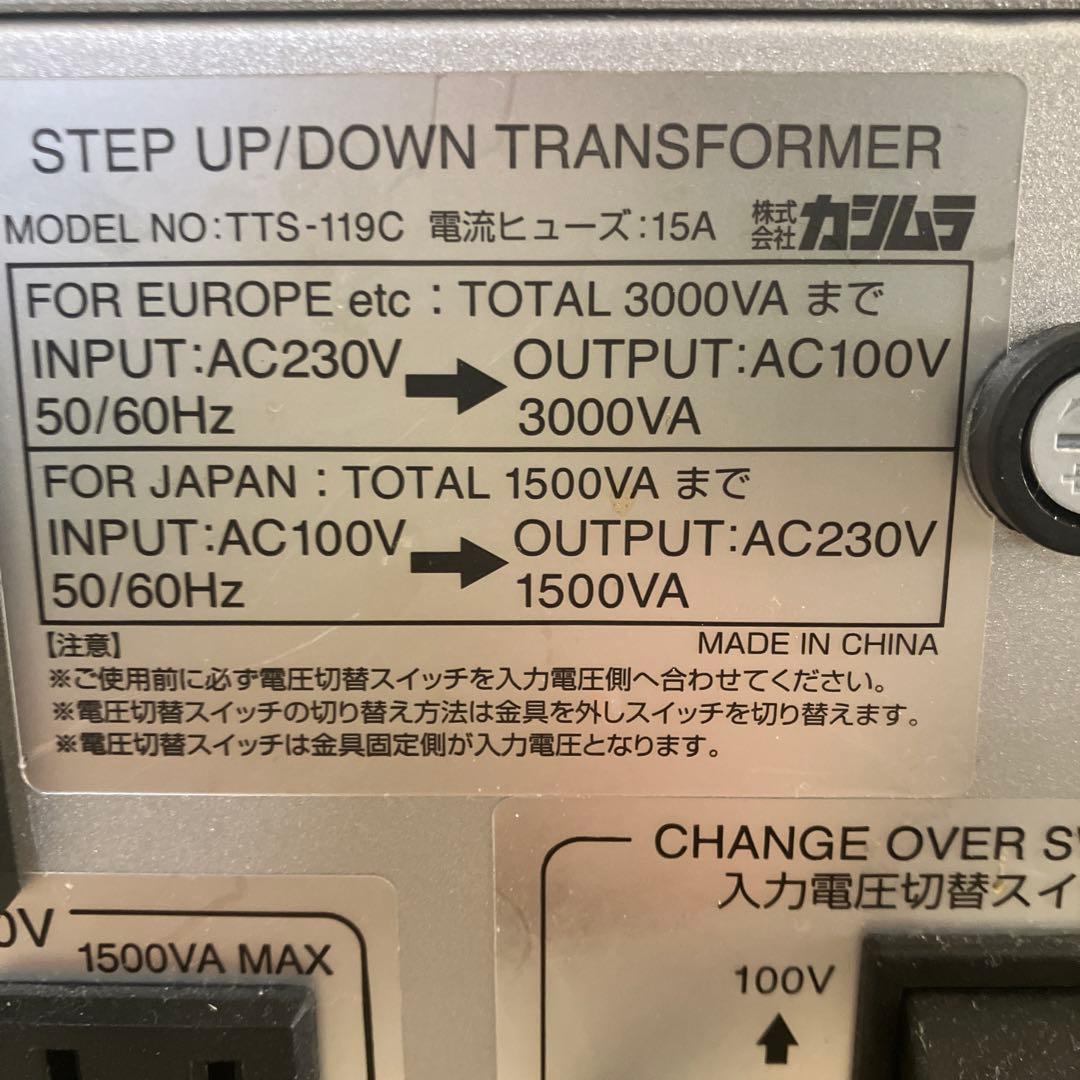 STEP UP/DOWN TRANSFORMER
MODEL NO:TTS-119C 電流ヒューズ:15A 株式会社カシムラ
FOR EUROPE etc : TOTAL 3000VA まで
INPUT:AC230V → OUTPUT:AC100V
50/60Hz 3000VA
FOR JAPAN : TOTAL 1500VA まで
INPUT:AC100V → OUTPUT:AC230V
50/60Hz 1500VA
【注意】 MADE IN CHINA
※ご使用前に必ず電圧切替スイッチを入力電圧側へ合わせてください。
※電圧切替スイッチの切り替え方法は金具を外しスイッチを切り替えます。
※電圧切替スイッチは金具固定側が入力電圧となります。
CHANGE OVER
入力電圧切替スイ
0V
1500VA MAX
100V